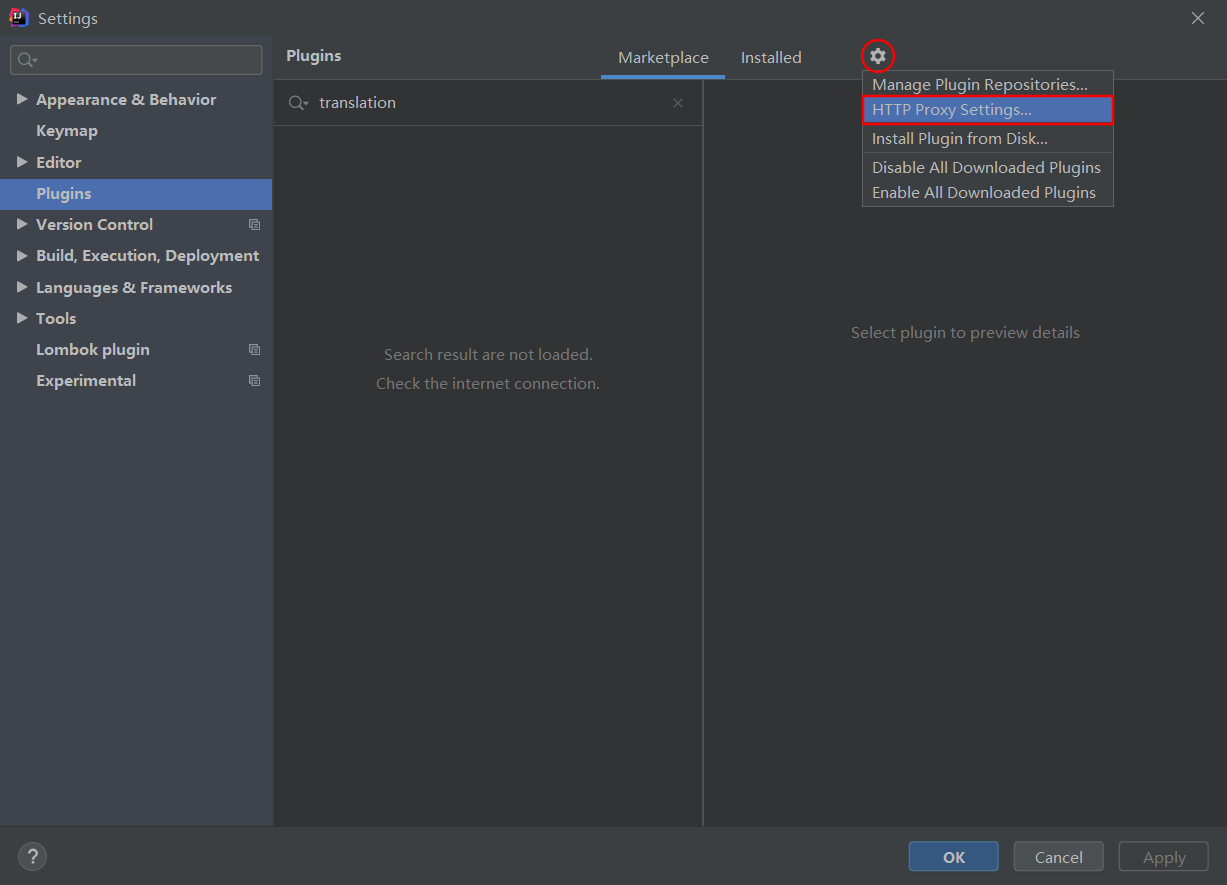 Settings
Plugins
Marketplace
Installed
Appearance & Behavior
Keymap
Editor
Plugins
Version Control
Build, Execution, Deployment
Languages & Frameworks
Tools
Lombok plugin
Experimental
translation
Manage Plugin Repositories...
HTTP Proxy Settings...
Install Plugin from Disk...
Disable All Downloaded Plugins
Enable All Downloaded Plugins
Search result are not loaded.
Check the internet connection.
Select plugin to preview details
?
OK
Cancel
Apply